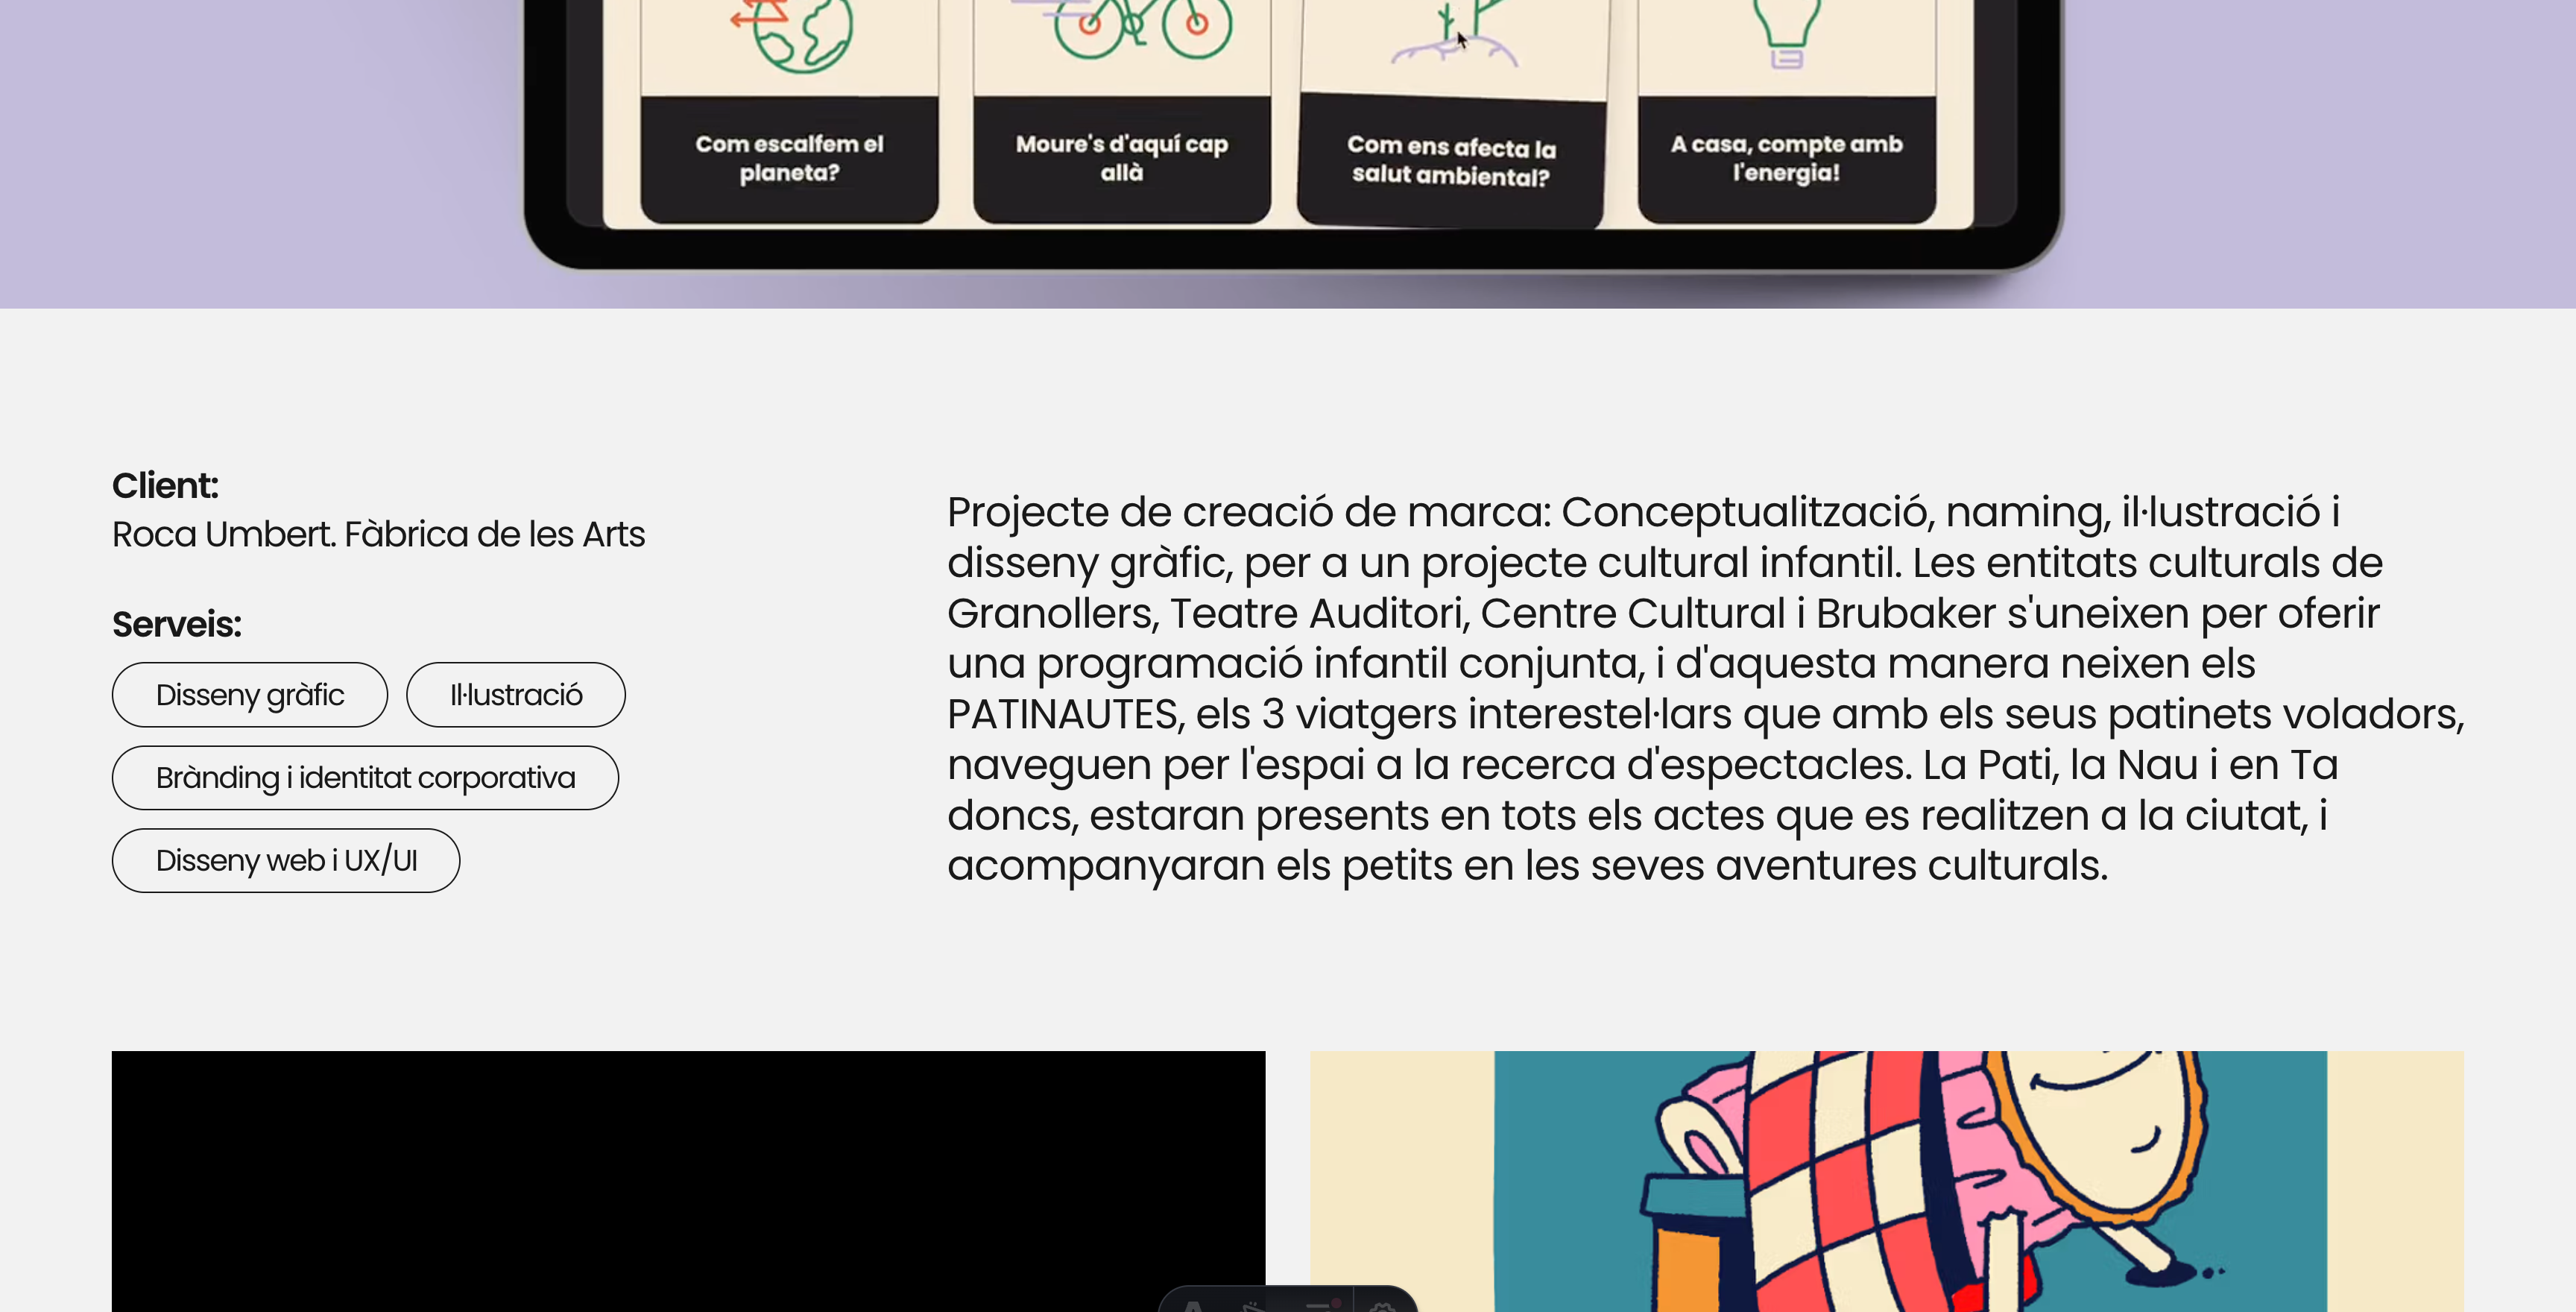 Com escalfem el
planeta?
Moure's d'aquí cap
allà
Com ens afecta la
salut ambiental?
A casa, compte amb
l'energia!
Client:
Roca Umbert. Fàbrica de les Arts
Serveis:
Disseny gràfic
Il·lustració
Brànding i identitat corporativa
Disseny web i UX/UI
Projecte de creació de marca: Conceptualització, naming, il·lustració i
disseny gràfic, per a un projecte cultural infantil. Les entitats culturals de
Granollers, Teatre Auditori, Centre Cultural i Brubaker s'uneixen per oferir
una programació infantil conjunta, i d'aquesta manera neixen els
PATINAUTES, els 3 viatgers interestel·lars que amb els seus patinets voladors,
naveguen per l'espai a la recerca d'espectacles. La Pati, la Nau i en Ta
doncs, estaran presents en tots els actes que es realitzen a la ciutat, i
acompanyaran els petits en les seves aventures culturals.